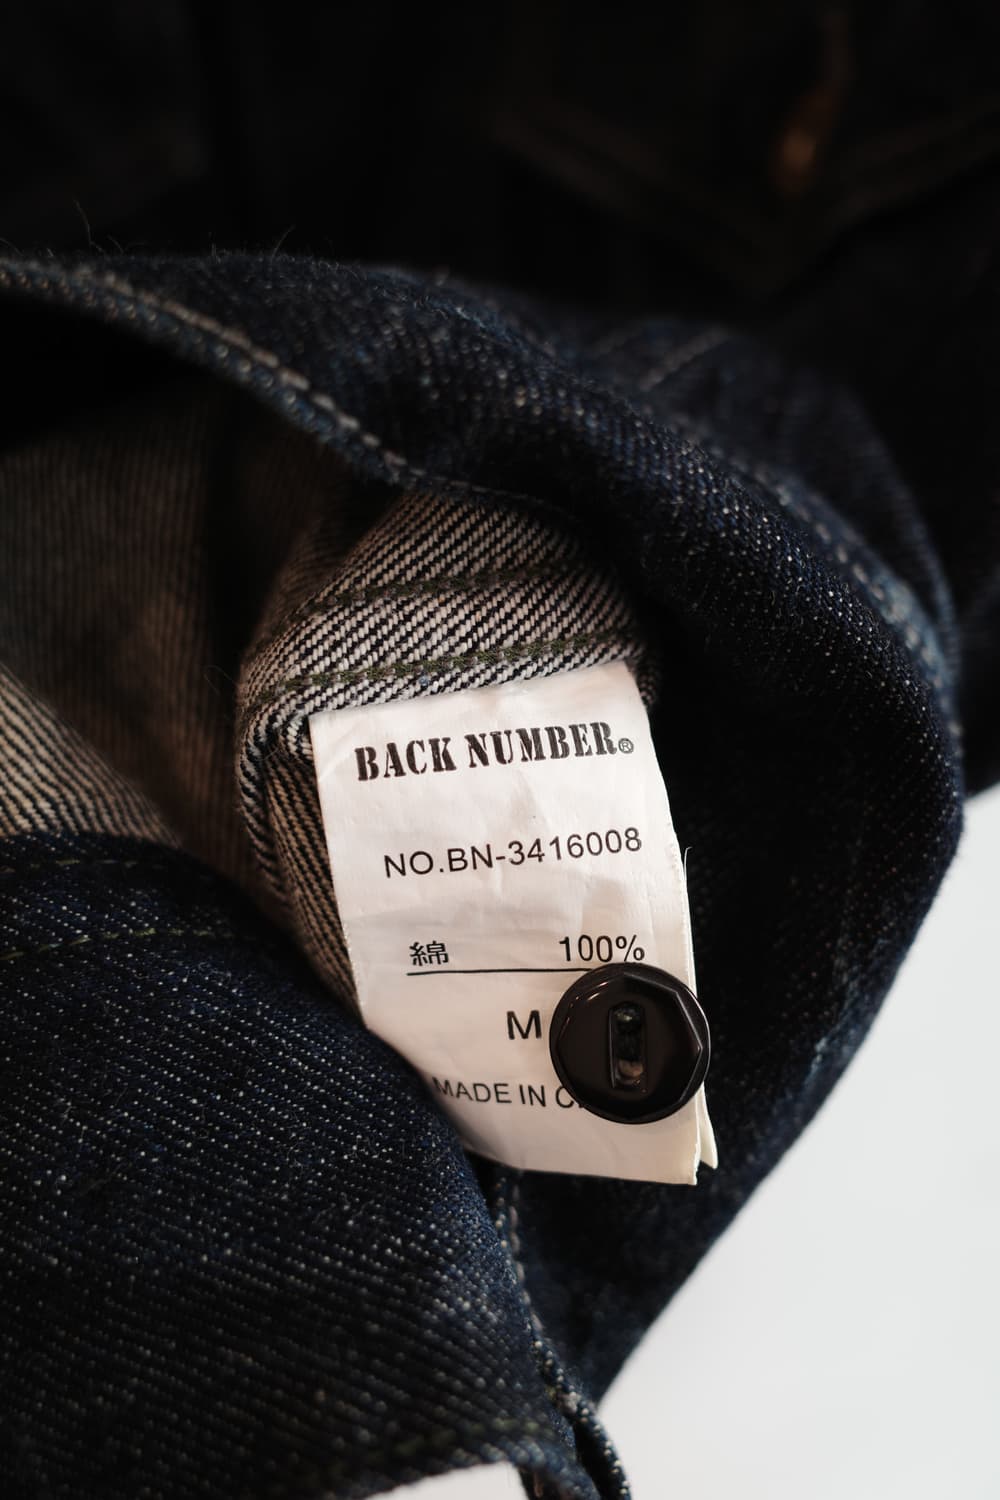 BACK NUMBER®
NO.BN-3416008
綿 100%
M
MADE IN